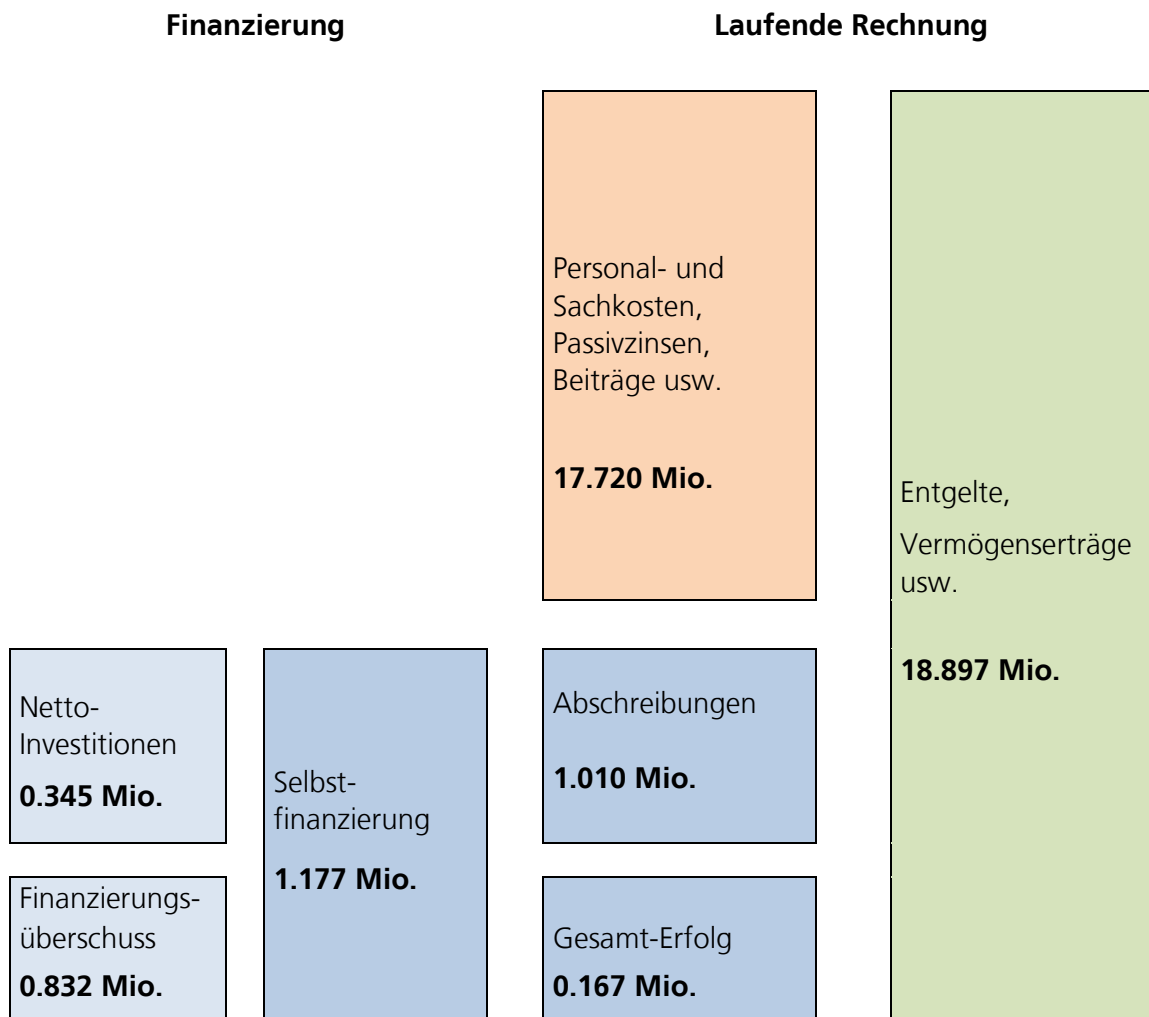 Finanzierung
Laufende Rechnung
Personal- und
Sachkosten,
Passivzinsen,
Beiträge usw.
17.720 Mio.
Entgelte,
Vermögenserträge
usw.
18.897 Mio.
Netto-
Investitionen
0.345 Mio.
Selbst-
finanzierung
1.177 Mio.
Abschreibungen
1.010 Mio.
Finanzierungs-
überschuss
0.832 Mio.
Gesamt-Erfolg
0.167 Mio.